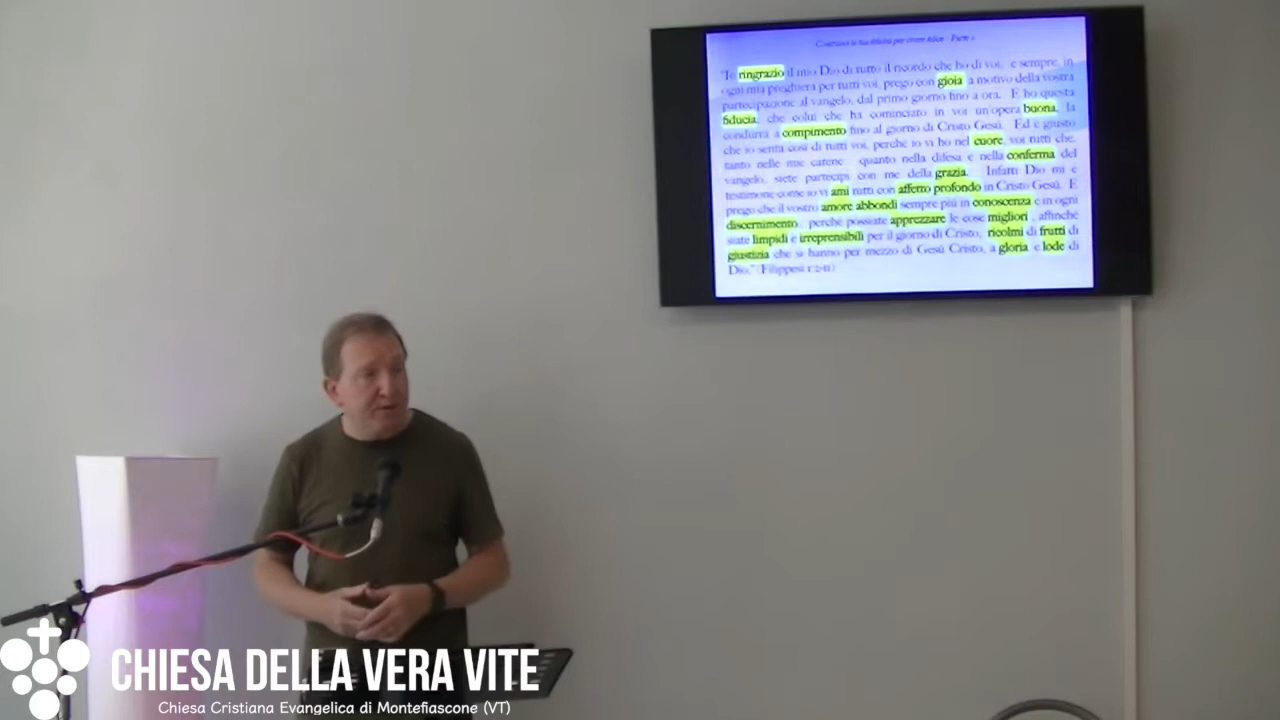 Costruisci la tua felicità per vivere felice - Parte 2
"Io ringrazio il mio Dio di tutto il ricordo che ho di voi, e sempre, in
ogni mia preghiera per tutti voi, prego con gioia a motivo della vostra
partecipazione al vangelo, dal primo giorno fino a ora. E ho questa
fiducia, che colui che ha cominciato in voi un'opera buona, la
condurrà a compimento fino al giorno di Cristo Gesù. Ed è giusto
che io senta così di tutti voi, perché io vi ho nel cuore, voi tutti che,
tanto nelle mie catene quanto nella difesa e nella conferma del
vangelo, siete partecipi con me della grazia. Infatti Dio mi è
testimone come io vi ami tutti con affetto profondo in Cristo Gesù. E
prego che il vostro amore abbondi sempre più in conoscenza e in ogni
discernimento, perché possiate apprezzare le cose migliori, affinché
siate limpidi e irreprensibili per il giorno di Cristo, ricolmi di frutti di
giustizia che si hanno per mezzo di Gesù Cristo, a gloria e lode di
Dio." (Filippesi 1:2-11)
CHIESA DELLA VERA VITE
Chiesa Cristiana Evangelica di Montefiascone (VT)